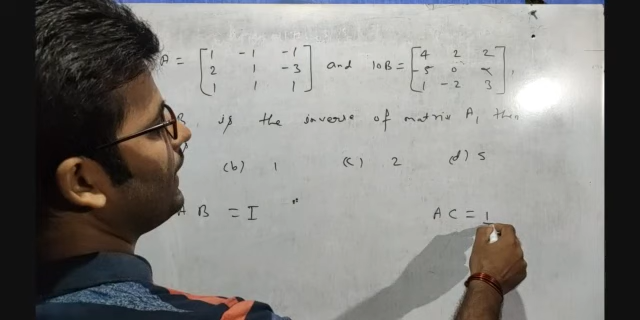 A = [ 1 -1 -1 and 10B = [ 4 2 2
2 1 -3 -5 0 α
1 1 1 ] 1 -2 3 ],
B is the inverse of matrix A, then
(b) 1 (c) 2 (d) 5
A B = I AC = 1